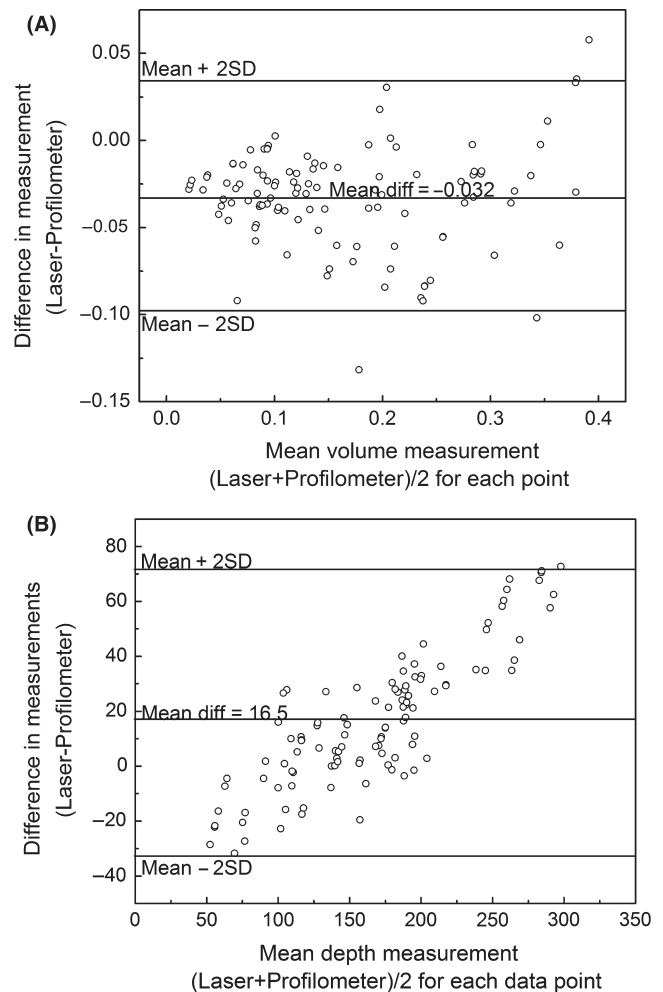 (A)
Difference in measurement
(Laser-Profilometer)
0.05
0.00
−0.05
−0.10
−0.15
Mean + 2SD
Mean diff = −0.032
Mean − 2SD
0.0 0.1 0.2 0.3 0.4
Mean volume measurement
(Laser+Profilometer)/2 for each point
(B)
Difference in measurements
(Laser-Profilometer)
80
60
40
20
0
−20
−40
Mean + 2SD
Mean diff = 16.5
Mean − 2SD
0 50 100 150 200 250 300 350
Mean depth measurement
(Laser+Profilometer)/2 for each data point